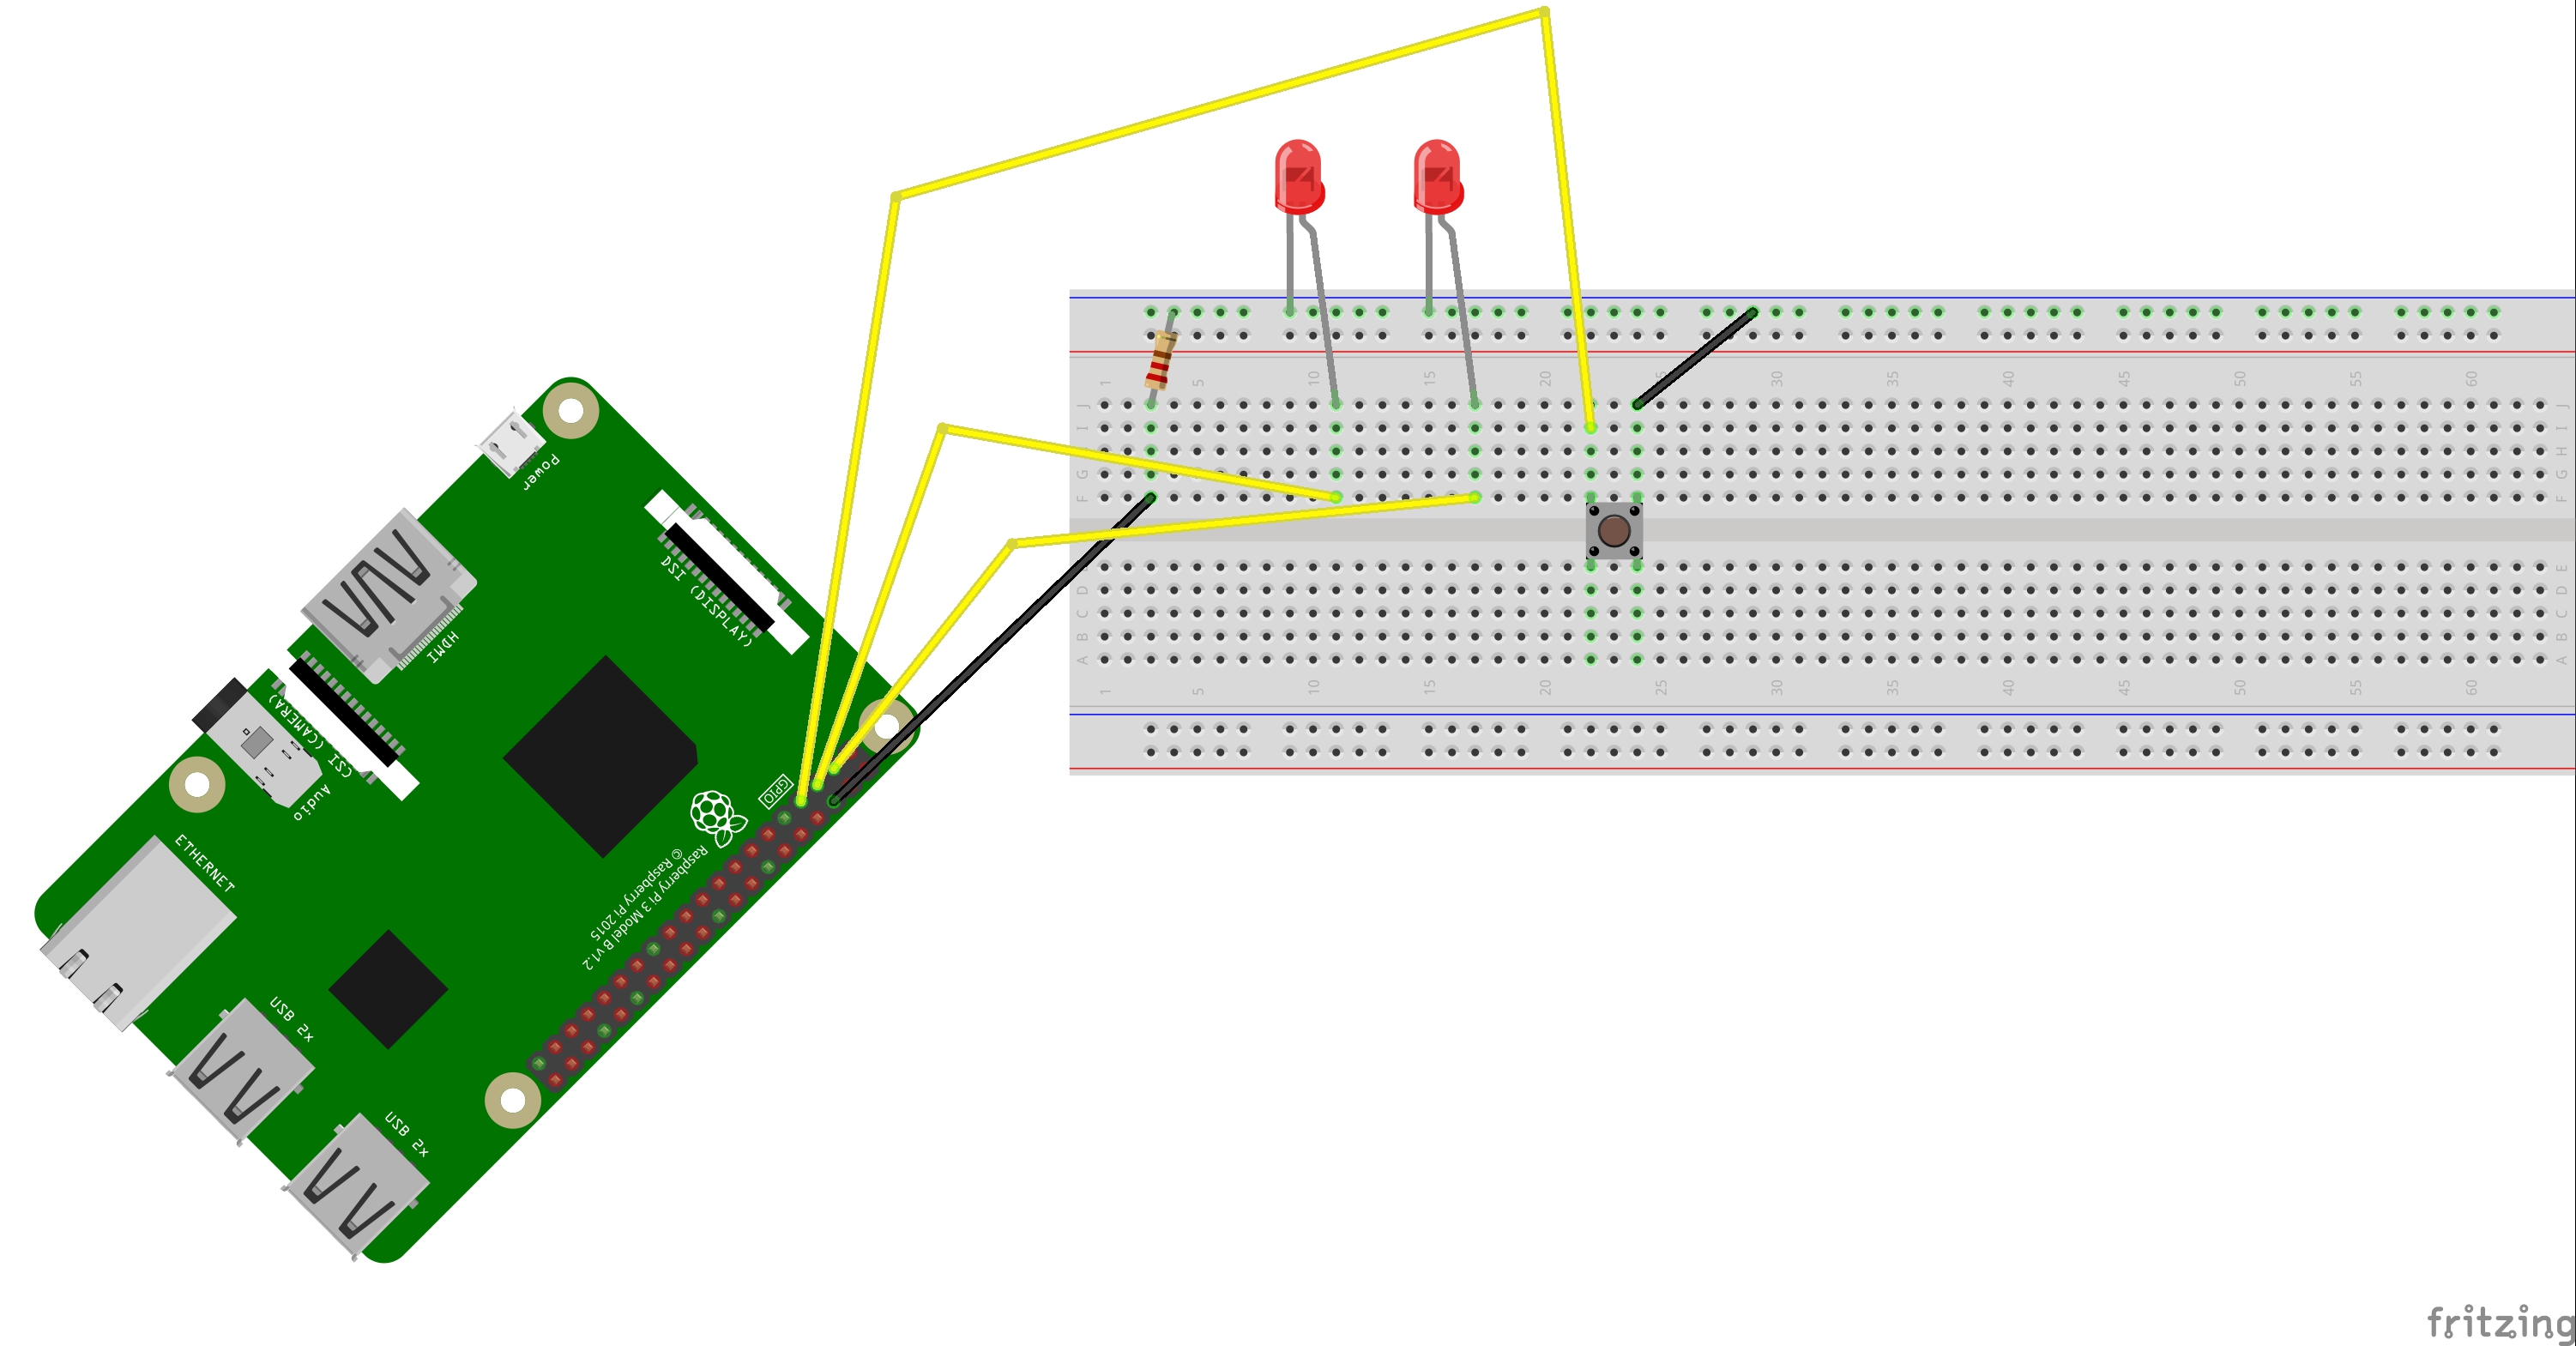 Power
HDMI
DSI (DISPLAY)
CSI (CAMERA)
Audio
ETHERNET
USB 2x
USB 2x
GPIO
Raspberry Pi 3 Model B v1.2
© Raspberry Pi 2015
1 5 10 15 20 25 30 35 40 45 50 55 60
J J
I I
H H
G G
F F
E E
D D
C C
B B
A A
1 5 10 15 20 25 30 35 40 45 50 55 60
fritzing